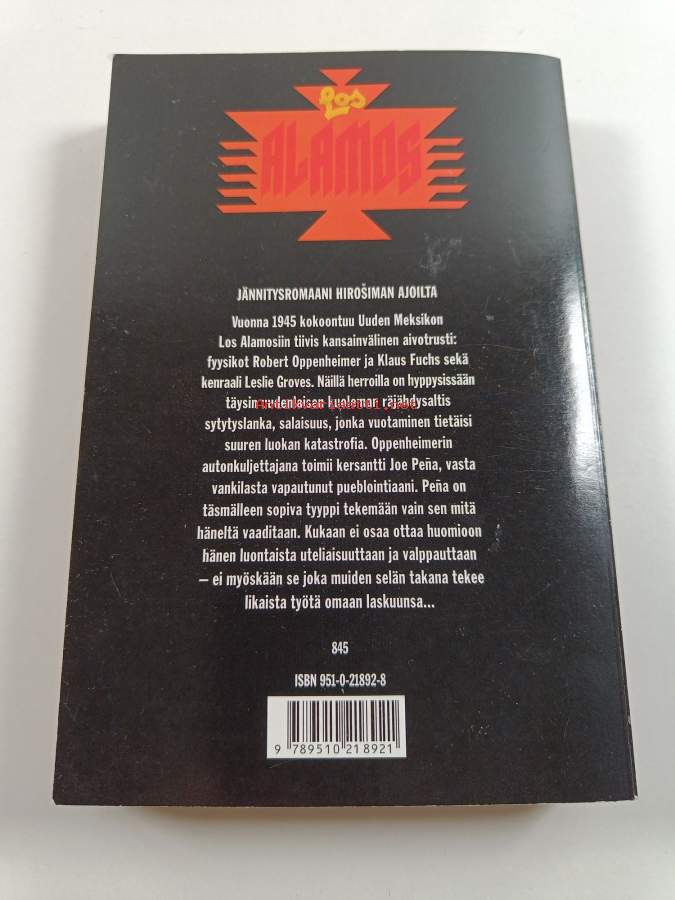 Los
ALAMOS
JÄNNITYSROMAANI HIROŠIMAN AJOILTA
Vuonna 1945 kokoontuu Uuden Meksikon
Los Alamosiin tiivis kansainvälinen aivotrusti:
fyysikot Robert Oppenheimer ja Klaus Fuchs sekä
kenraali Leslie Groves. Näillä herroilla on hyppysissään
täysin uudenlaisen kuoleman räjähdysaltis
Antikvariaatti.net
sytytyslanka, salaisuus, jonka vuotaminen tietäisi
suuren luokan katastrofia. Oppenheimerin
autonkuljettajana toimii kersantti Joe Peña, vasta
vankilasta vapautunut pueblointiaani. Peña on
täsmälleen sopiva tyyppi tekemään vain sen mitä
häneltä vaaditaan. Kukaan ei osaa ottaa huomioon
hänen luontaista uteliaisuuttaan ja valppauttaan
– ei myöskään se joka muiden selän takana tekee
likaista työtä omaan laskuunsa...
845
ISBN 951-0-21892-8
9 789510 218921